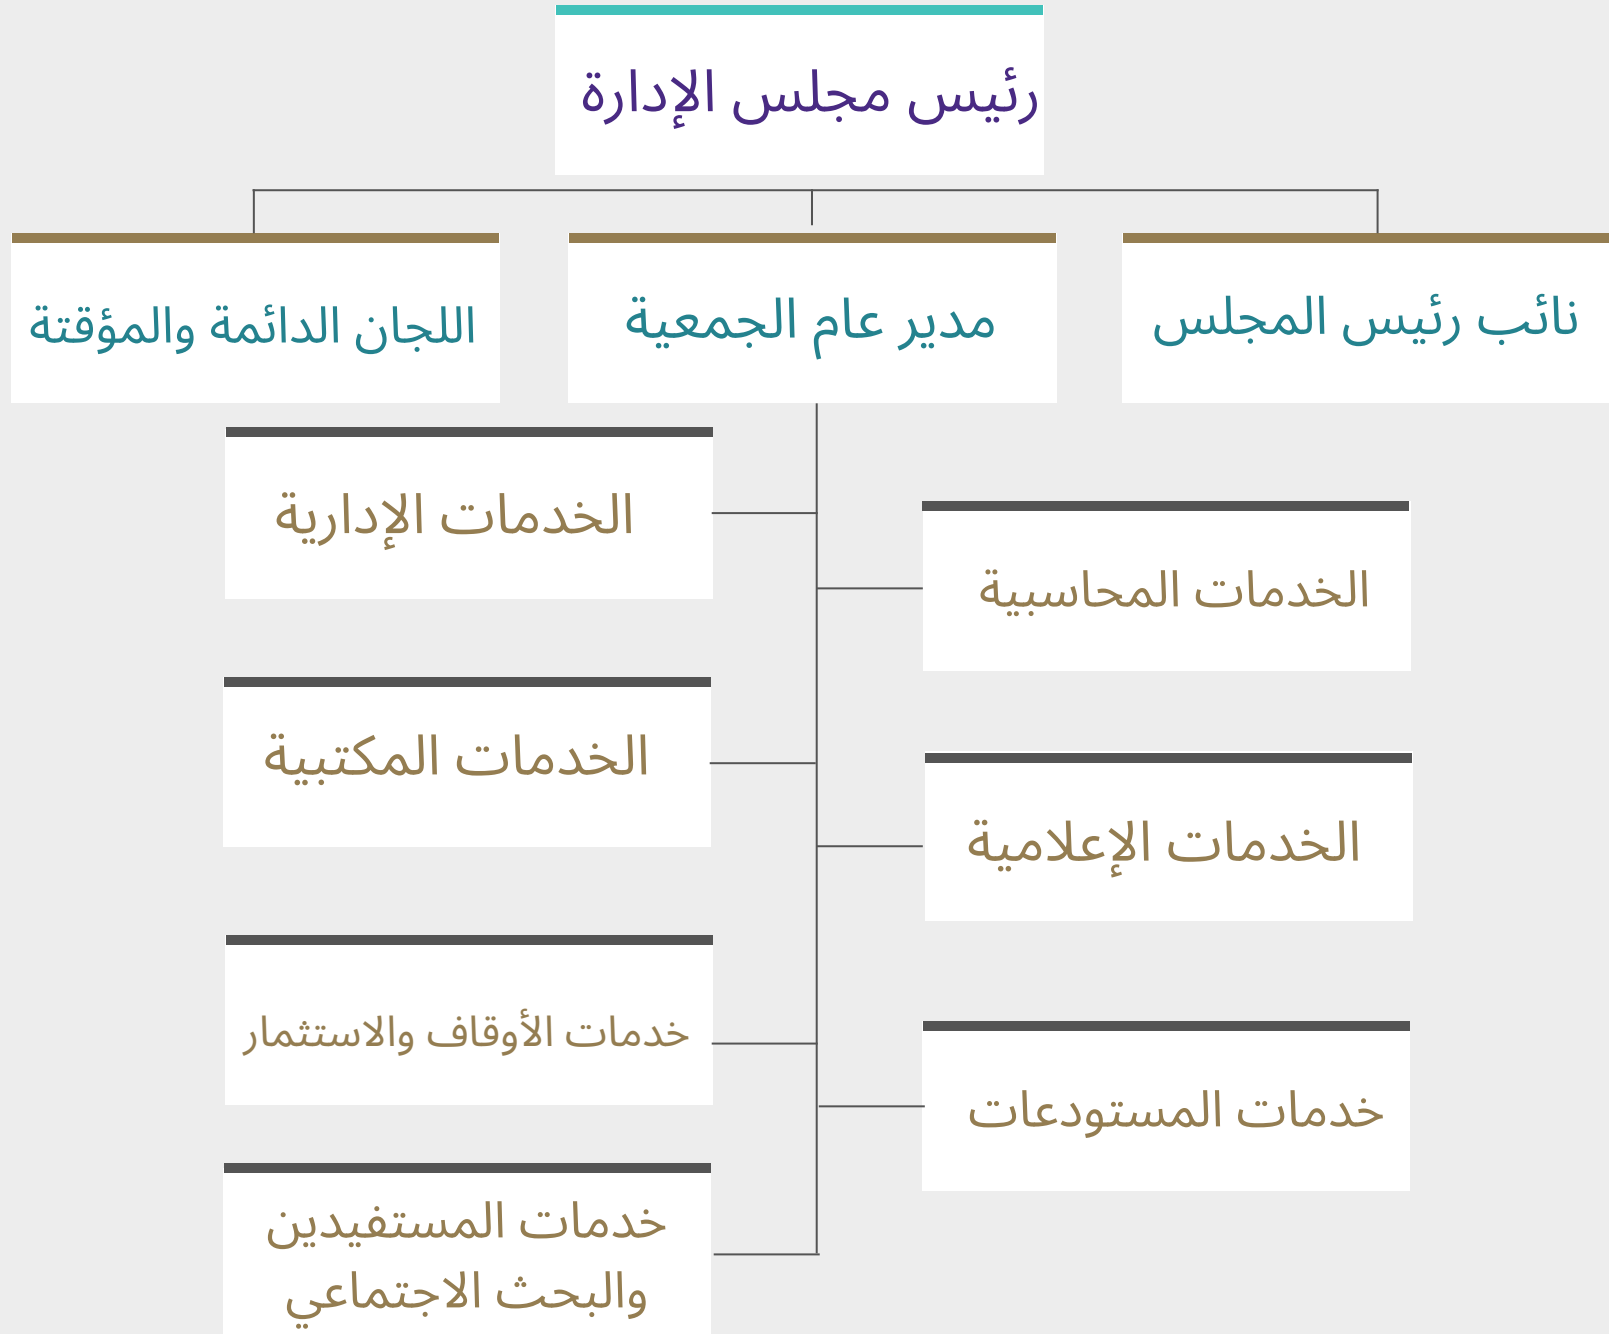 رئيس مجلس الإدارة
نائب رئيس المجلس
مدير عام الجمعية
اللجان الدائمة والمؤقتة
الخدمات الإدارية
الخدمات المحاسبية
الخدمات المكتبية
الخدمات الإعلامية
خدمات الأوقاف والاستثمار
خدمات المستودعات
خدمات المستفيدين
والبحث الاجتماعي